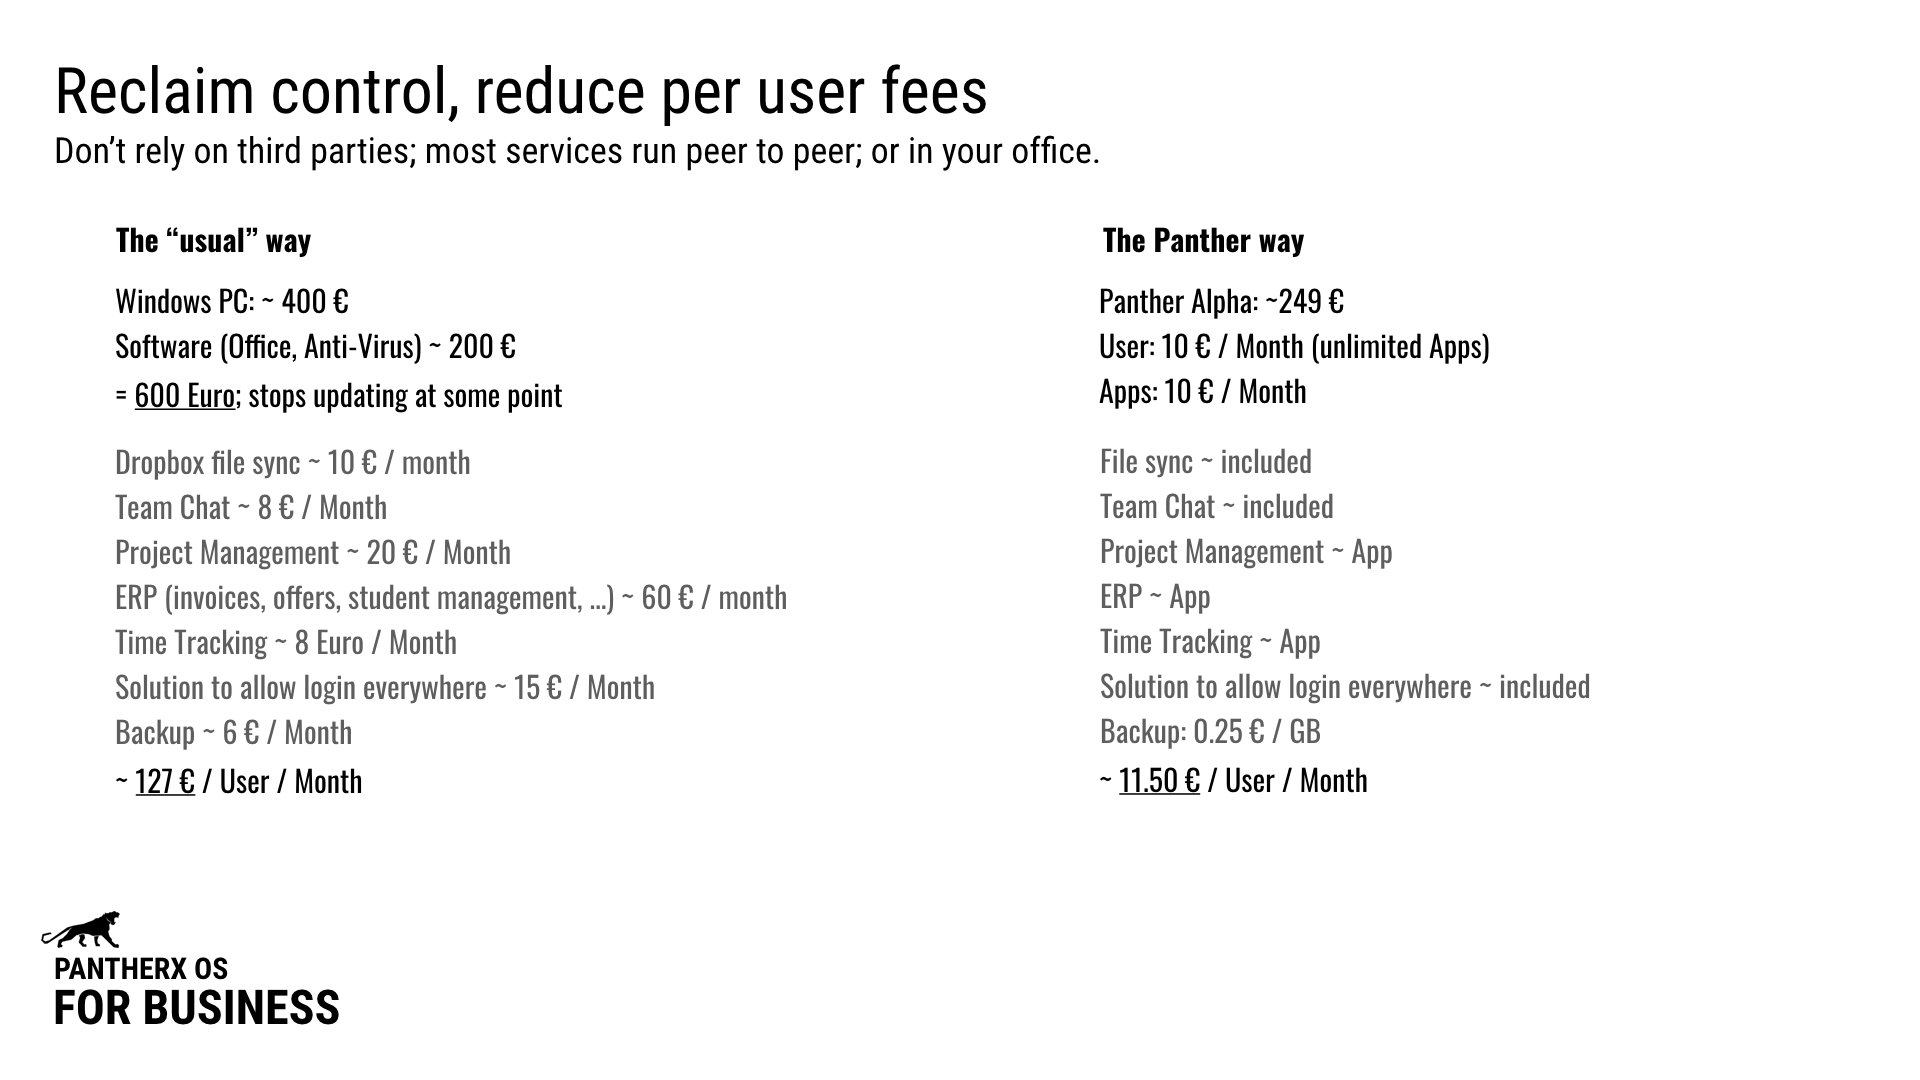 Reclaim control, reduce per user fees
Don’t rely on third parties; most services run peer to peer; or in your office.
The “usual” way
Windows PC: ~ 400 €
Software (Office, Anti-Virus) ~ 200 €
= 600 Euro; stops updating at some point
Dropbox file sync ~ 10 € / month
Team Chat ~ 8 € / Month
Project Management ~ 20 € / Month
ERP (invoices, offers, student management, ...) ~ 60 € / month
Time Tracking ~ 8 Euro / Month
Solution to allow login everywhere ~ 15 € / Month
Backup ~ 6 € / Month
~ 127 € / User / Month
The Panther way
Panther Alpha: ~249 €
User: 10 € / Month (unlimited Apps)
Apps: 10 € / Month
File sync ~ included
Team Chat ~ included
Project Management ~ App
ERP ~ App
Time Tracking ~ App
Solution to allow login everywhere ~ included
Backup: 0.25 € / GB
~ 11.50 € / User / Month
PANTHERX OS
FOR BUSINESS